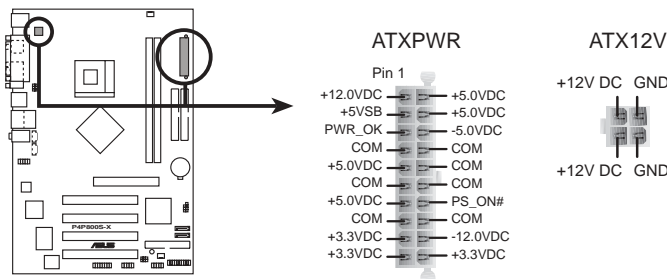 ATXPWR
ATX12V
Pin 1
+12.0VDC +5.0VDC
+5VSB +5.0VDC
PWR_OK -5.0VDC
COM COM
+5.0VDC COM
COM COM
+5.0VDC PS_ON#
COM COM
+3.3VDC -12.0VDC
+3.3VDC +3.3VDC
+12V DC GND
+12V DC GND
P4P800S-X
ASUS